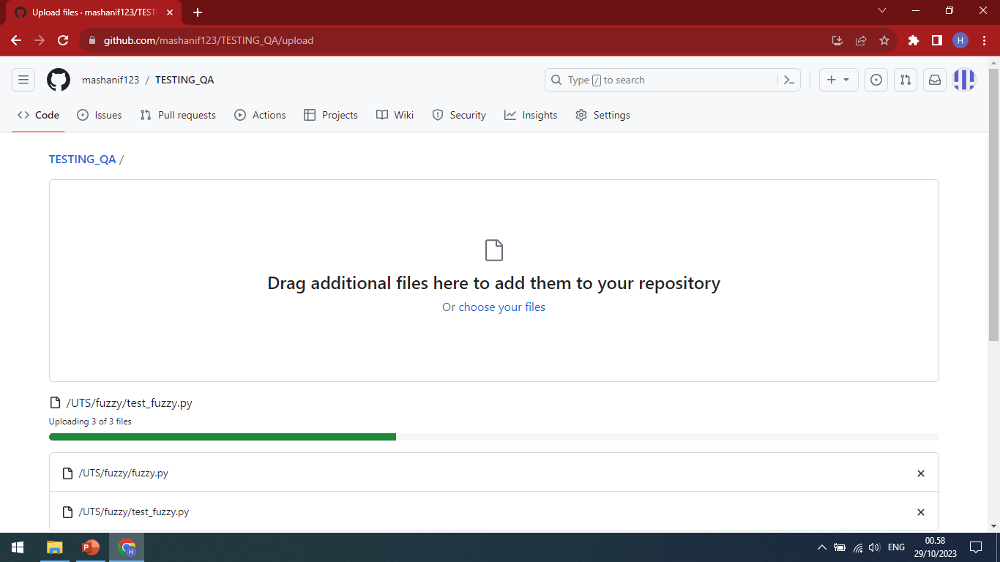 Upload files · mashanif123/TESTI
github.com/mashanif123/TESTING_QA/upload
H
mashanif123 / TESTING_QA
Type / to search
Code Issues Pull requests Actions Projects Wiki Security Insights Settings
TESTING_QA /
Drag additional files here to add them to your repository
Or choose your files
/UTS/fuzzy/test_fuzzy.py
Uploading 3 of 3 files
/UTS/fuzzy/fuzzy.py
/UTS/fuzzy/test_fuzzy.py
P
H
ENG
00.58
29/10/2023